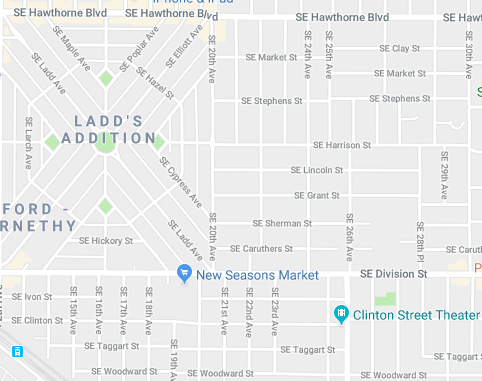 iPhone & iPad
SE Hawthorne Blvd
SE Hawthorne Blvd
SE Hawthorne Blvd
SE Hawtho
SE Maple Ave
SE Poplar Ave
SE Elliott Ave
SE 20th Ave
SE 24th Ave
SE 25th Ave
SE 30th Ave
SE Clay St
SE Market St
SE Market St
SE Ladd Ave
SE Hazel St
SE Stephens St
SE Stephens St
S
LADD'S
ADDITION
SE Larch Ave
SE Harrison St
SE Lincoln St
SE 29th Ave
SE Cypress Ave
SE Grant St
FORD -
RNETHY
SE Ladd Ave
SE 20th Ave
SE Sherman St
SE 26th Ave
SE 28th Pl
SE Hickory St
SE Caruthers St
SE Caruth
New Seasons Market
SE Division St
P
SE Ivon St
SE 15th Ave
SE 16th Ave
SE 17th Ave
SE 18th Ave
SE 21st Ave
SE 22nd Ave
SE 23rd Ave
SE Clinton St
Clinton Street Theater
SE 19th Ave
SE Taggart St
SE Taggart St
SE Woodward St
SE Woodward St